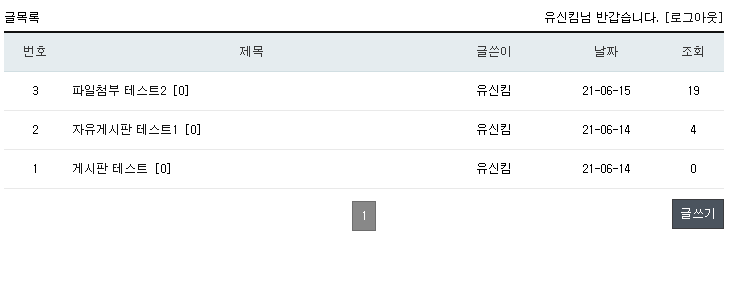 글목록 유신킴님 반갑습니다. [로그아웃]
번호 제목 글쓴이 날짜 조회
3 파일첨부 테스트2 [0] 유신킴 21-06-15 19
2 자유게시판 테스트1 [0] 유신킴 21-06-14 4
1 게시판 테스트 [0] 유신킴 21-06-14 0
1 글쓰기